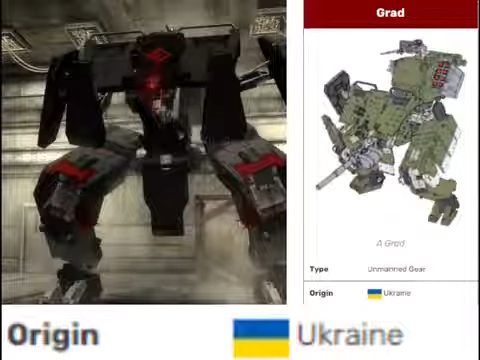 Grad
A Grad
Type Unmanned Gear
Origin Ukraine
Origin Ukraine